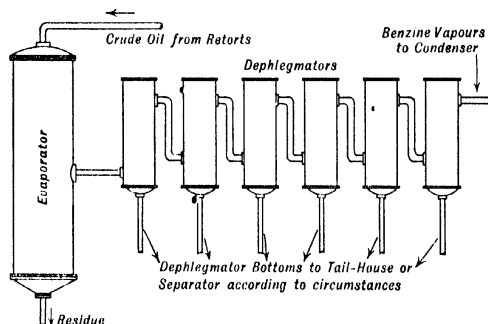 Crude Oil from Retorts
Benzine Vapours
to Condenser
Dephlegmators
Evaporator
Dephlegmator Bottoms to Tail-House or
Separator according to circumstances
Residue